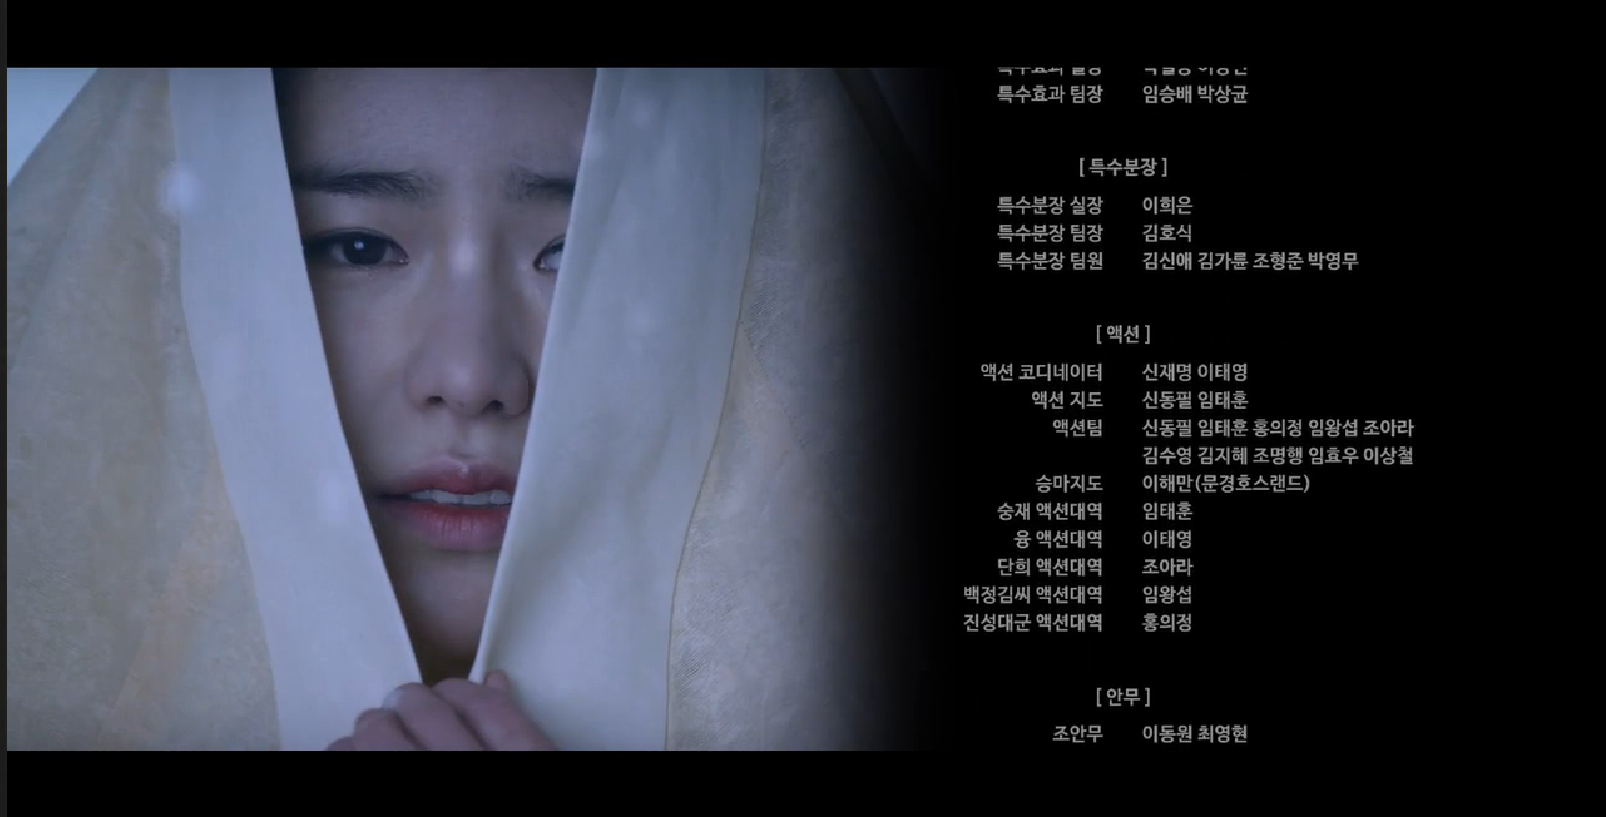 특수효과 팀장 임승배 박상균
[ 특수분장 ]
특수분장 실장 이희은
특수분장 팀장 김호식
특수분장 팀원 김신애 김가륜 조형준 박영무
[ 액션 ]
액션 코디네이터 신재명 이태영
액션 지도 신동필 임태훈
액션팀 신동필 임태훈 홍의정 임왕섭 조아라
김수영 김지혜 조명행 임효우 이상철
승마지도 이해만(문경호스랜드)
숭재 액션대역 임태훈
융 액션대역 이태영
단희 액션대역 조아라
백정김씨 액션대역 임왕섭
진성대군 액션대역 홍의정
[ 안무 ]
조안무 이동원 최영현